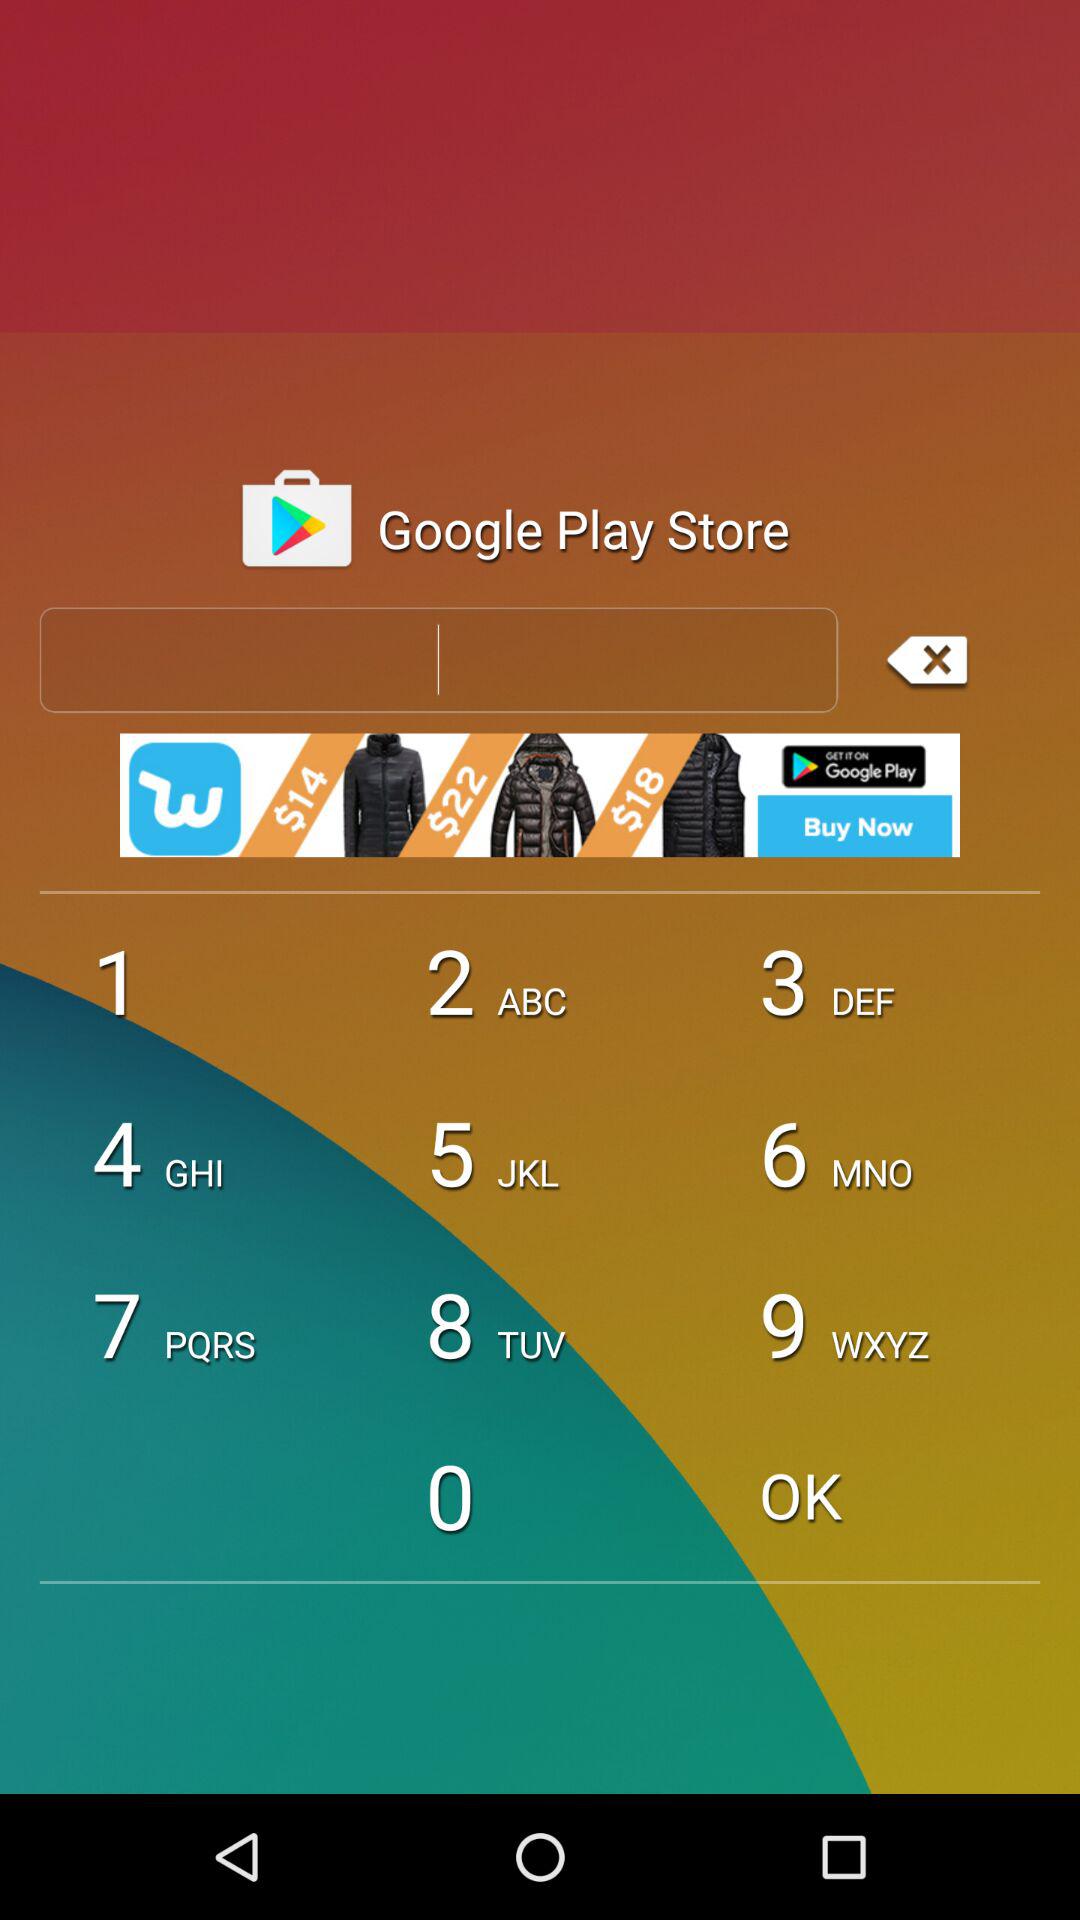 Google Play Store
$14 $22 $18
GET IT ON
Google Play
Buy Now
1 2 ABC 3 DEF
4 GHI 5 JKL 6 MNO
7 PQRS 8 TUV 9 WXYZ
0 OK